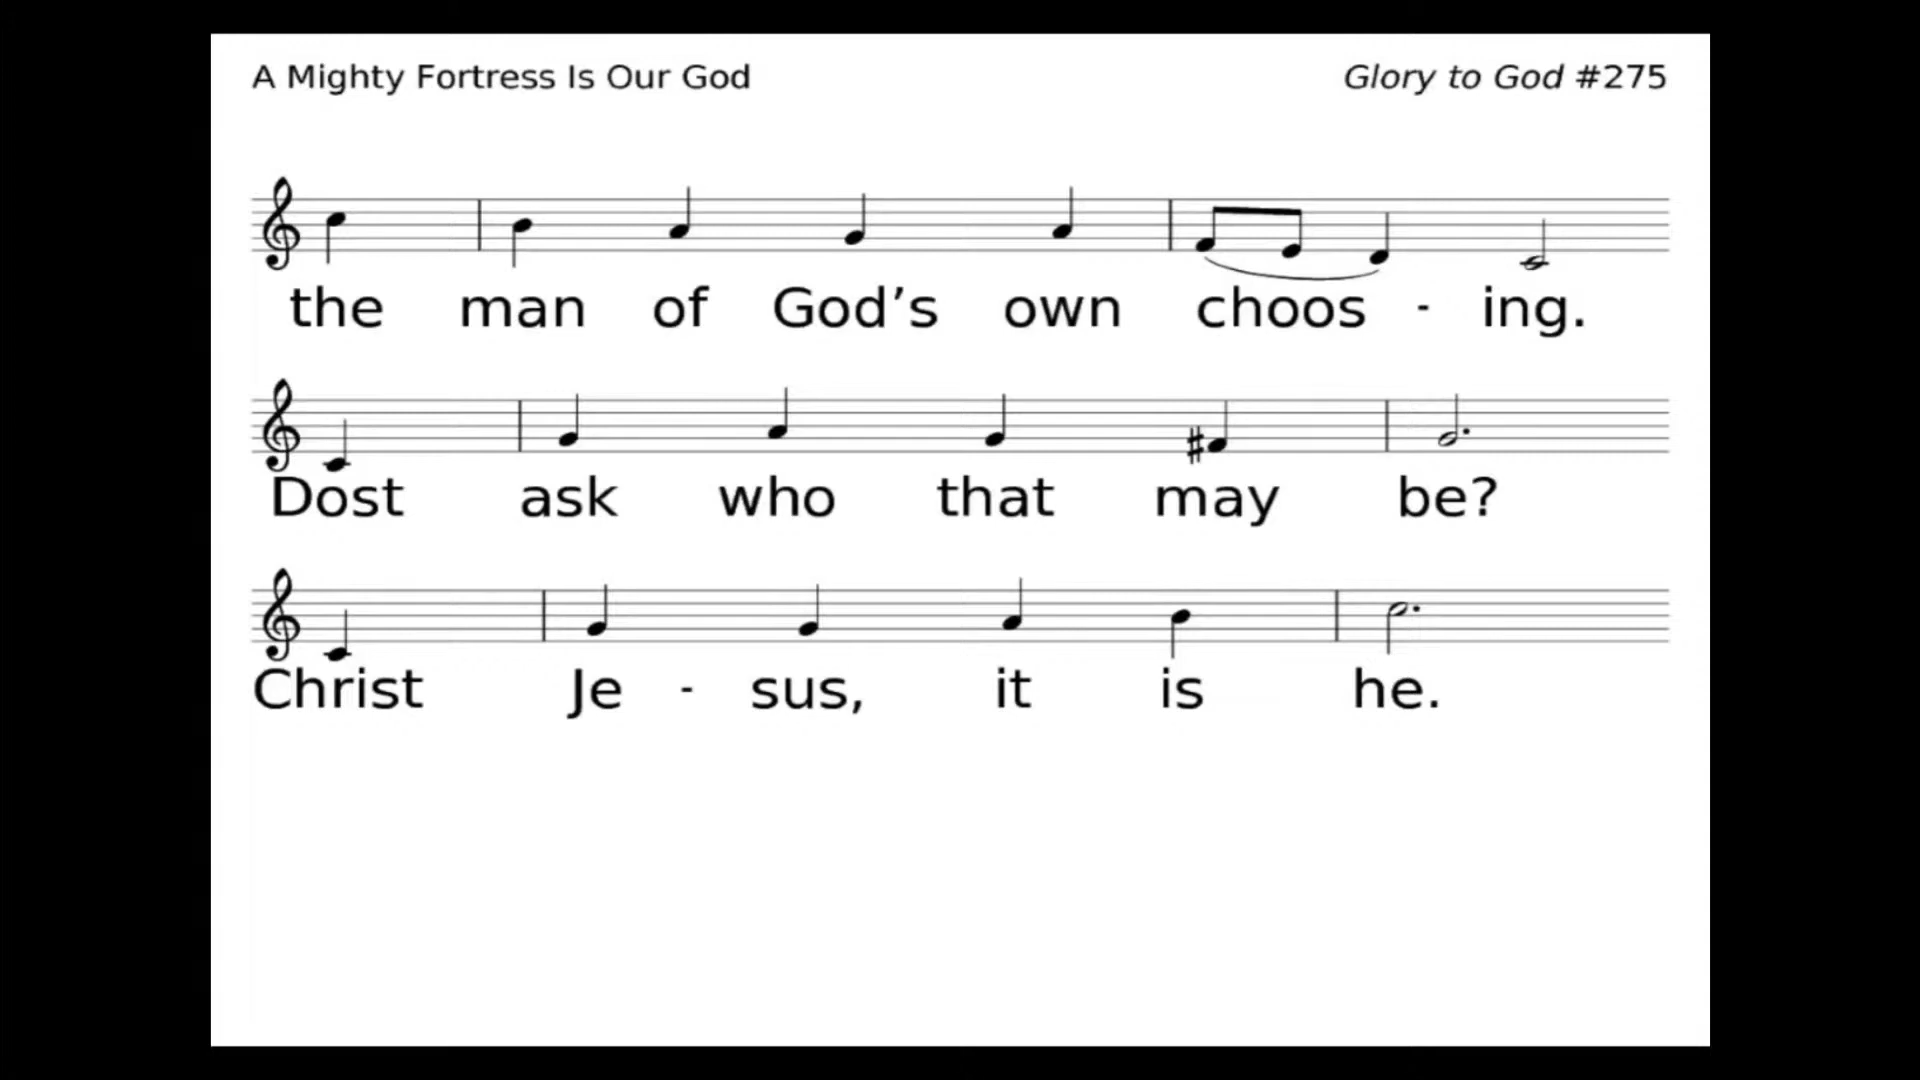 A Mighty Fortress Is Our God
Glory to God #275
the man of God’s own choos - ing.
Dost ask who that may be?
Christ Je - sus, it is he.